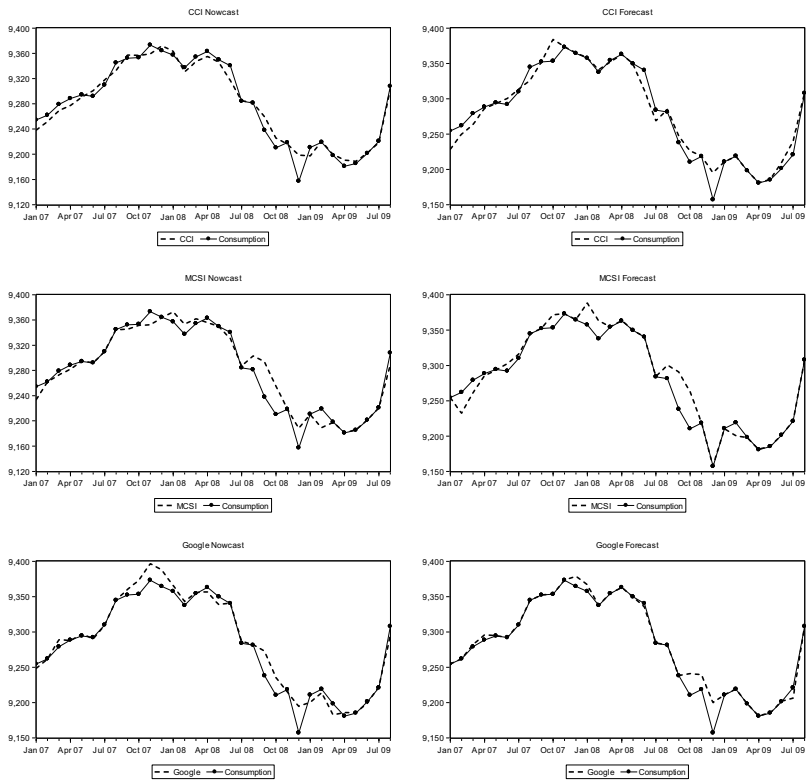 CCI Nowcast
9,400
9,360
9,320
9,280
9,240
9,200
9,160
9,120
Jan 07 Apr 07 Jul 07 Oct 07 Jan 08 Apr 08 Jul 08 Oct 08 Jan 09 Apr 09 Jul 09
CCI Consumption
CCI Forecast
9,400
9,350
9,300
9,250
9,200
9,150
Jan 07 Apr 07 Jul 07 Oct 07 Jan 08 Apr 08 Jul 08 Oct 08 Jan 09 Apr 09 Jul 09
CCI Consumption
MCSI Nowcast
9,400
9,360
9,320
9,280
9,240
9,200
9,160
9,120
Jan 07 Apr 07 Jul 07 Oct 07 Jan 08 Apr 08 Jul 08 Oct 08 Jan 09 Apr 09 Jul 09
MCSI Consumption
MCSI Forecast
9,400
9,350
9,300
9,250
9,200
9,150
Jan 07 Apr 07 Jul 07 Oct 07 Jan 08 Apr 08 Jul 08 Oct 08 Jan 09 Apr 09 Jul 09
MCSI Consumption
Google Nowcast
9,400
9,350
9,300
9,250
9,200
9,150
Jan 07 Apr 07 Jul 07 Oct 07 Jan 08 Apr 08 Jul 08 Oct 08 Jan 09 Apr 09 Jul 09
Google Consumption
Google Forecast
9,400
9,350
9,300
9,250
9,200
9,150
Jan 07 Apr 07 Jul 07 Oct 07 Jan 08 Apr 08 Jul 08 Oct 08 Jan 09 Apr 09 Jul 09
Google Consumption